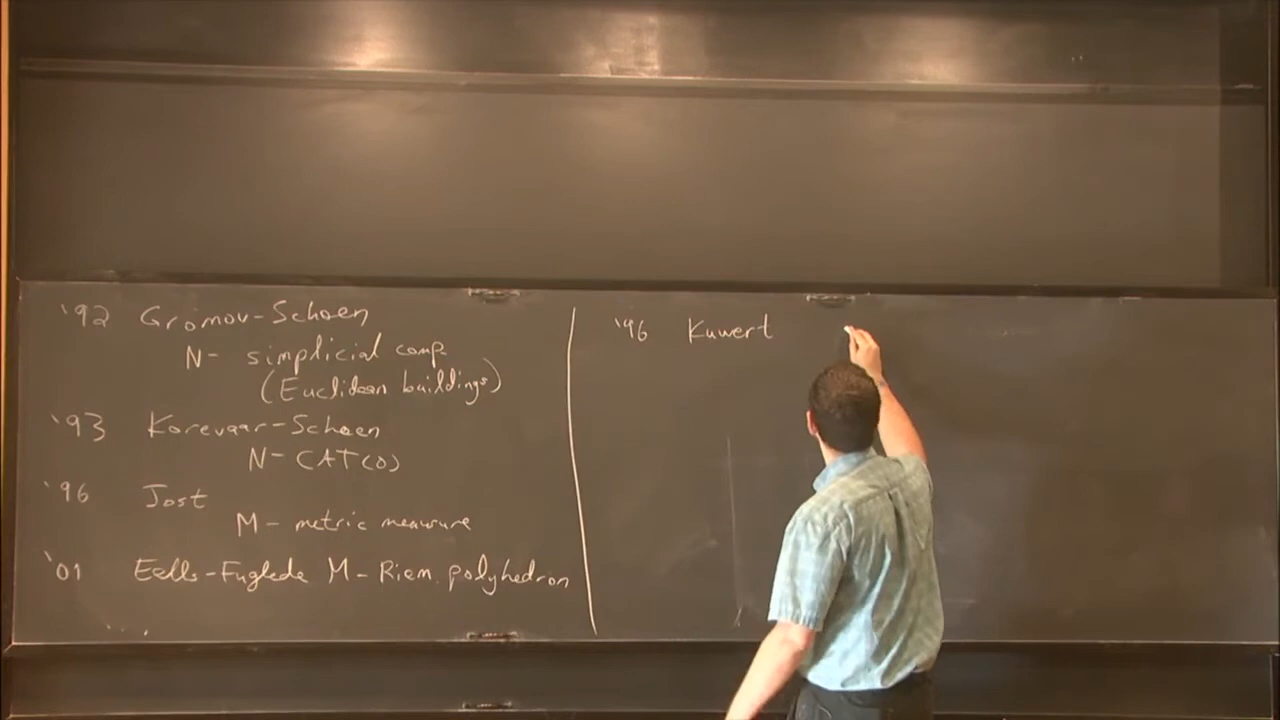 '92 Gromov-Schoen
N- simplicial comp.
(Euclidean buildings)
'93 Korevaar-Schoen
N- CAT(0)
'96 Jost
M- metric measure
'01 Eells-Fuglede M- Riem. polyhedron
'96 Kuwert